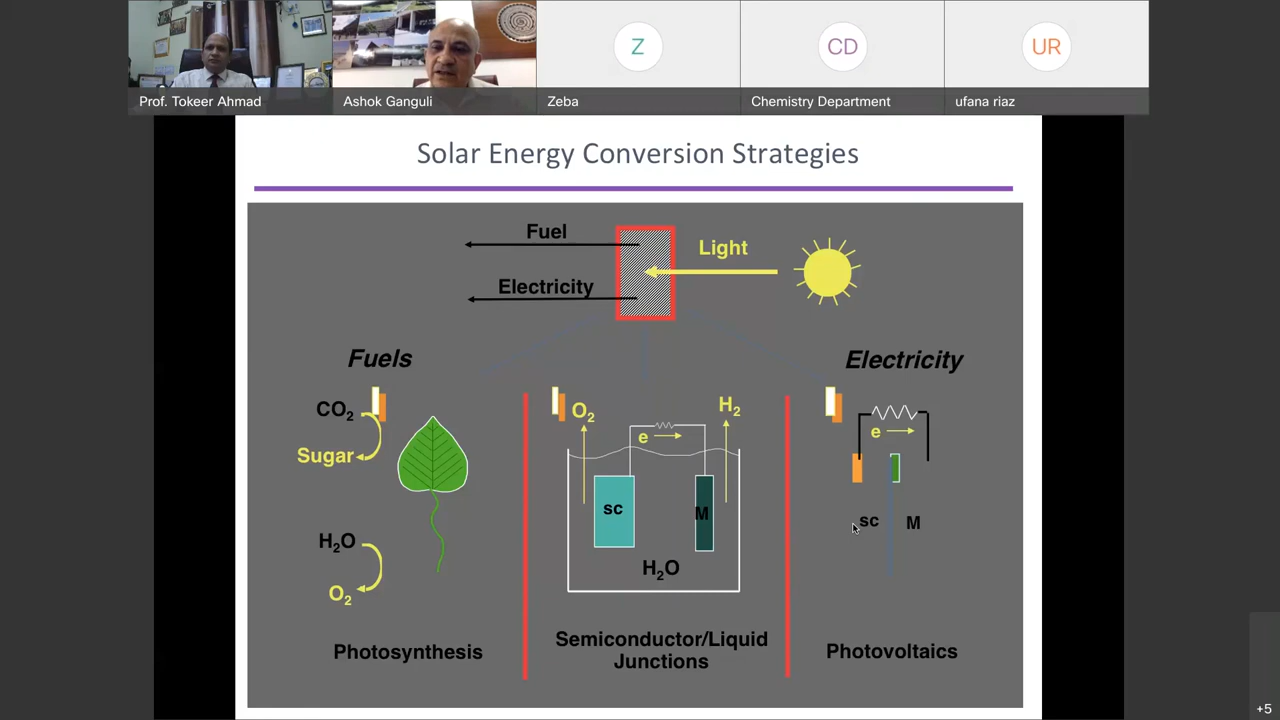 Z
CD
UR
Prof. Tokeer Ahmad
Ashok Ganguli
Zeba
Chemistry Department
ufana riaz
Solar Energy Conversion Strategies
Fuel
Light
Electricity
Fuels
Electricity
CO₂
Sugar
H₂O
O₂
Photosynthesis
O₂
H₂
e
sc
M
H₂O
Semiconductor/Liquid
Junctions
e
sc
M
Photovoltaics
+5